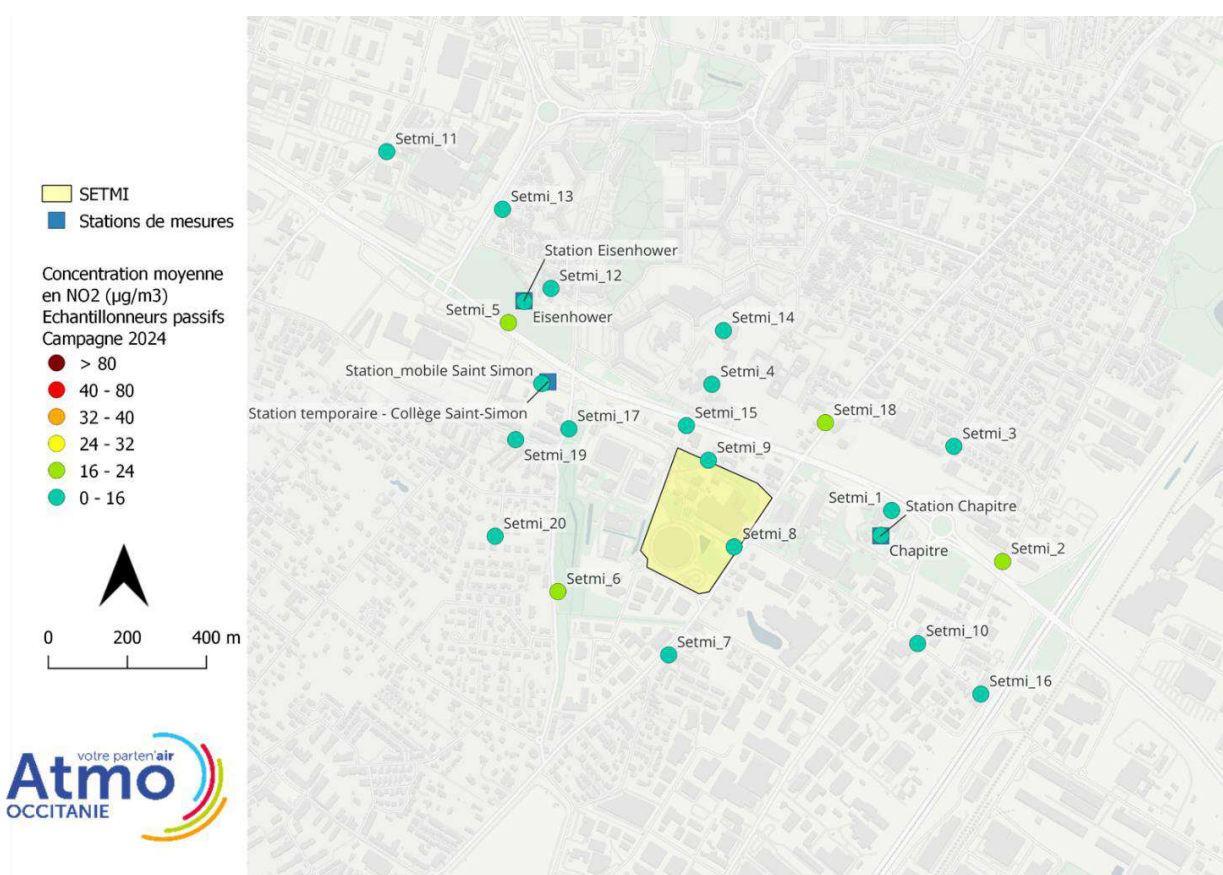 SETMI
Stations de mesures
Concentration moyenne
en NO2 (µg/m3)
Echantillonneurs passifs
Campagne 2024
> 80
40 - 80
32 - 40
24 - 32
16 - 24
0 - 16
0 200 400 m
votre parten'air
Atmo
OCCITANIE
Setmi_11
Setmi_13
Station Eisenhower
Setmi_12
Setmi_5
Eisenhower
Setmi_14
Station_mobile Saint Simon
Setmi_4
Station temporaire - Collège Saint-Simon
Setmi_17
Setmi_15
Setmi_18
Setmi_19
Setmi_9
Setmi_3
Setmi_1
Station Chapitre
Setmi_20
Setmi_8
Chapitre
Setmi_2
Setmi_6
Setmi_7
Setmi_10
Setmi_16